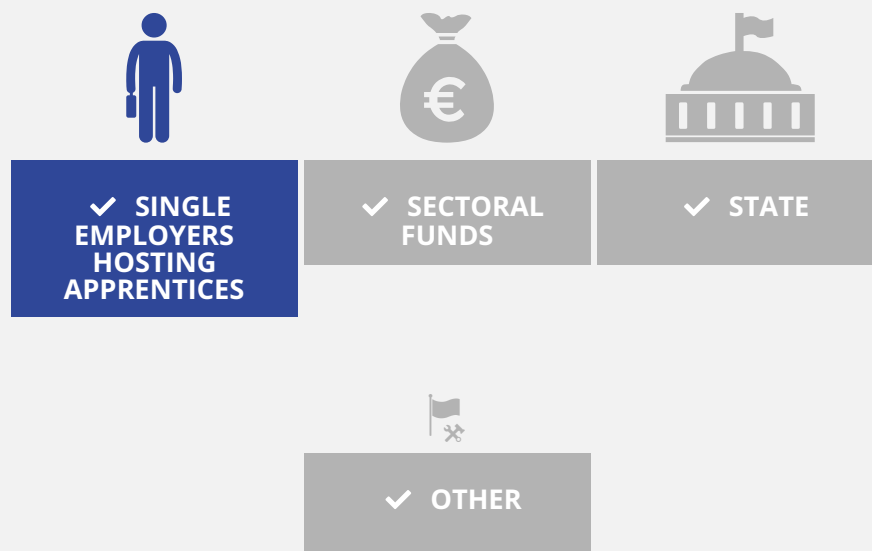 ✓ SINGLE
EMPLOYERS
HOSTING
APPRENTICES
€
✓ SECTORAL
FUNDS
✓ STATE
✓ OTHER